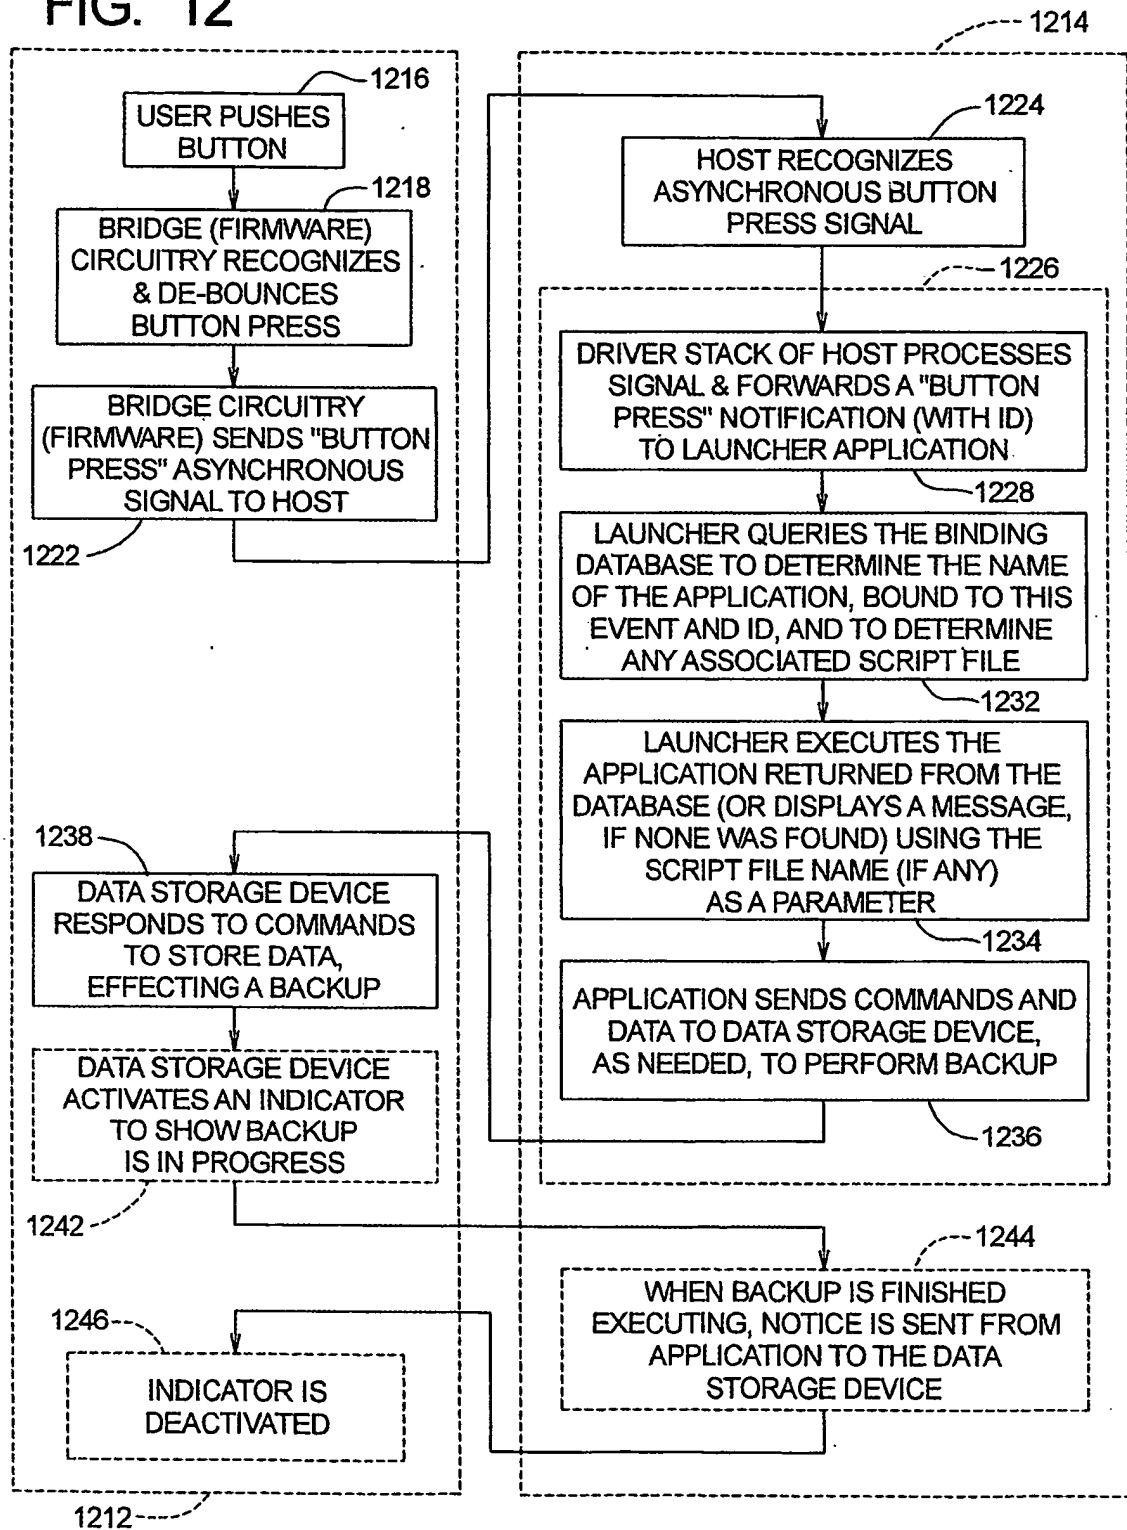 FIG. 12
1214
1216
USER PUSHES
BUTTON
1218
BRIDGE (FIRMWARE)
CIRCUITRY RECOGNIZES
& DE-BOUNCES
BUTTON PRESS
BRIDGE CIRCUITRY
(FIRMWARE) SENDS "BUTTON
PRESS" ASYNCHRONOUS
SIGNAL TO HOST
1222
1224
HOST RECOGNIZES
ASYNCHRONOUS BUTTON
PRESS SIGNAL
1226
DRIVER STACK OF HOST PROCESSES
SIGNAL & FORWARDS A "BUTTON
PRESS" NOTIFICATION (WITH ID)
TO LAUNCHER APPLICATION
1228
LAUNCHER QUERIES THE BINDING
DATABASE TO DETERMINE THE NAME
OF THE APPLICATION, BOUND TO THIS
EVENT AND ID, AND TO DETERMINE
ANY ASSOCIATED SCRIPT FILE
1232
LAUNCHER EXECUTES THE
APPLICATION RETURNED FROM THE
DATABASE (OR DISPLAYS A MESSAGE,
IF NONE WAS FOUND) USING THE
SCRIPT FILE NAME (IF ANY)
AS A PARAMETER
1234
APPLICATION SENDS COMMANDS AND
DATA TO DATA STORAGE DEVICE,
AS NEEDED, TO PERFORM BACKUP
1236
1238
DATA STORAGE DEVICE
RESPONDS TO COMMANDS
TO STORE DATA,
EFFECTING A BACKUP
DATA STORAGE DEVICE
ACTIVATES AN INDICATOR
TO SHOW BACKUP
IS IN PROGRESS
1242
1244
WHEN BACKUP IS FINISHED
EXECUTING, NOTICE IS SENT FROM
APPLICATION TO THE DATA
STORAGE DEVICE
1246
INDICATOR IS
DEACTIVATED
1212